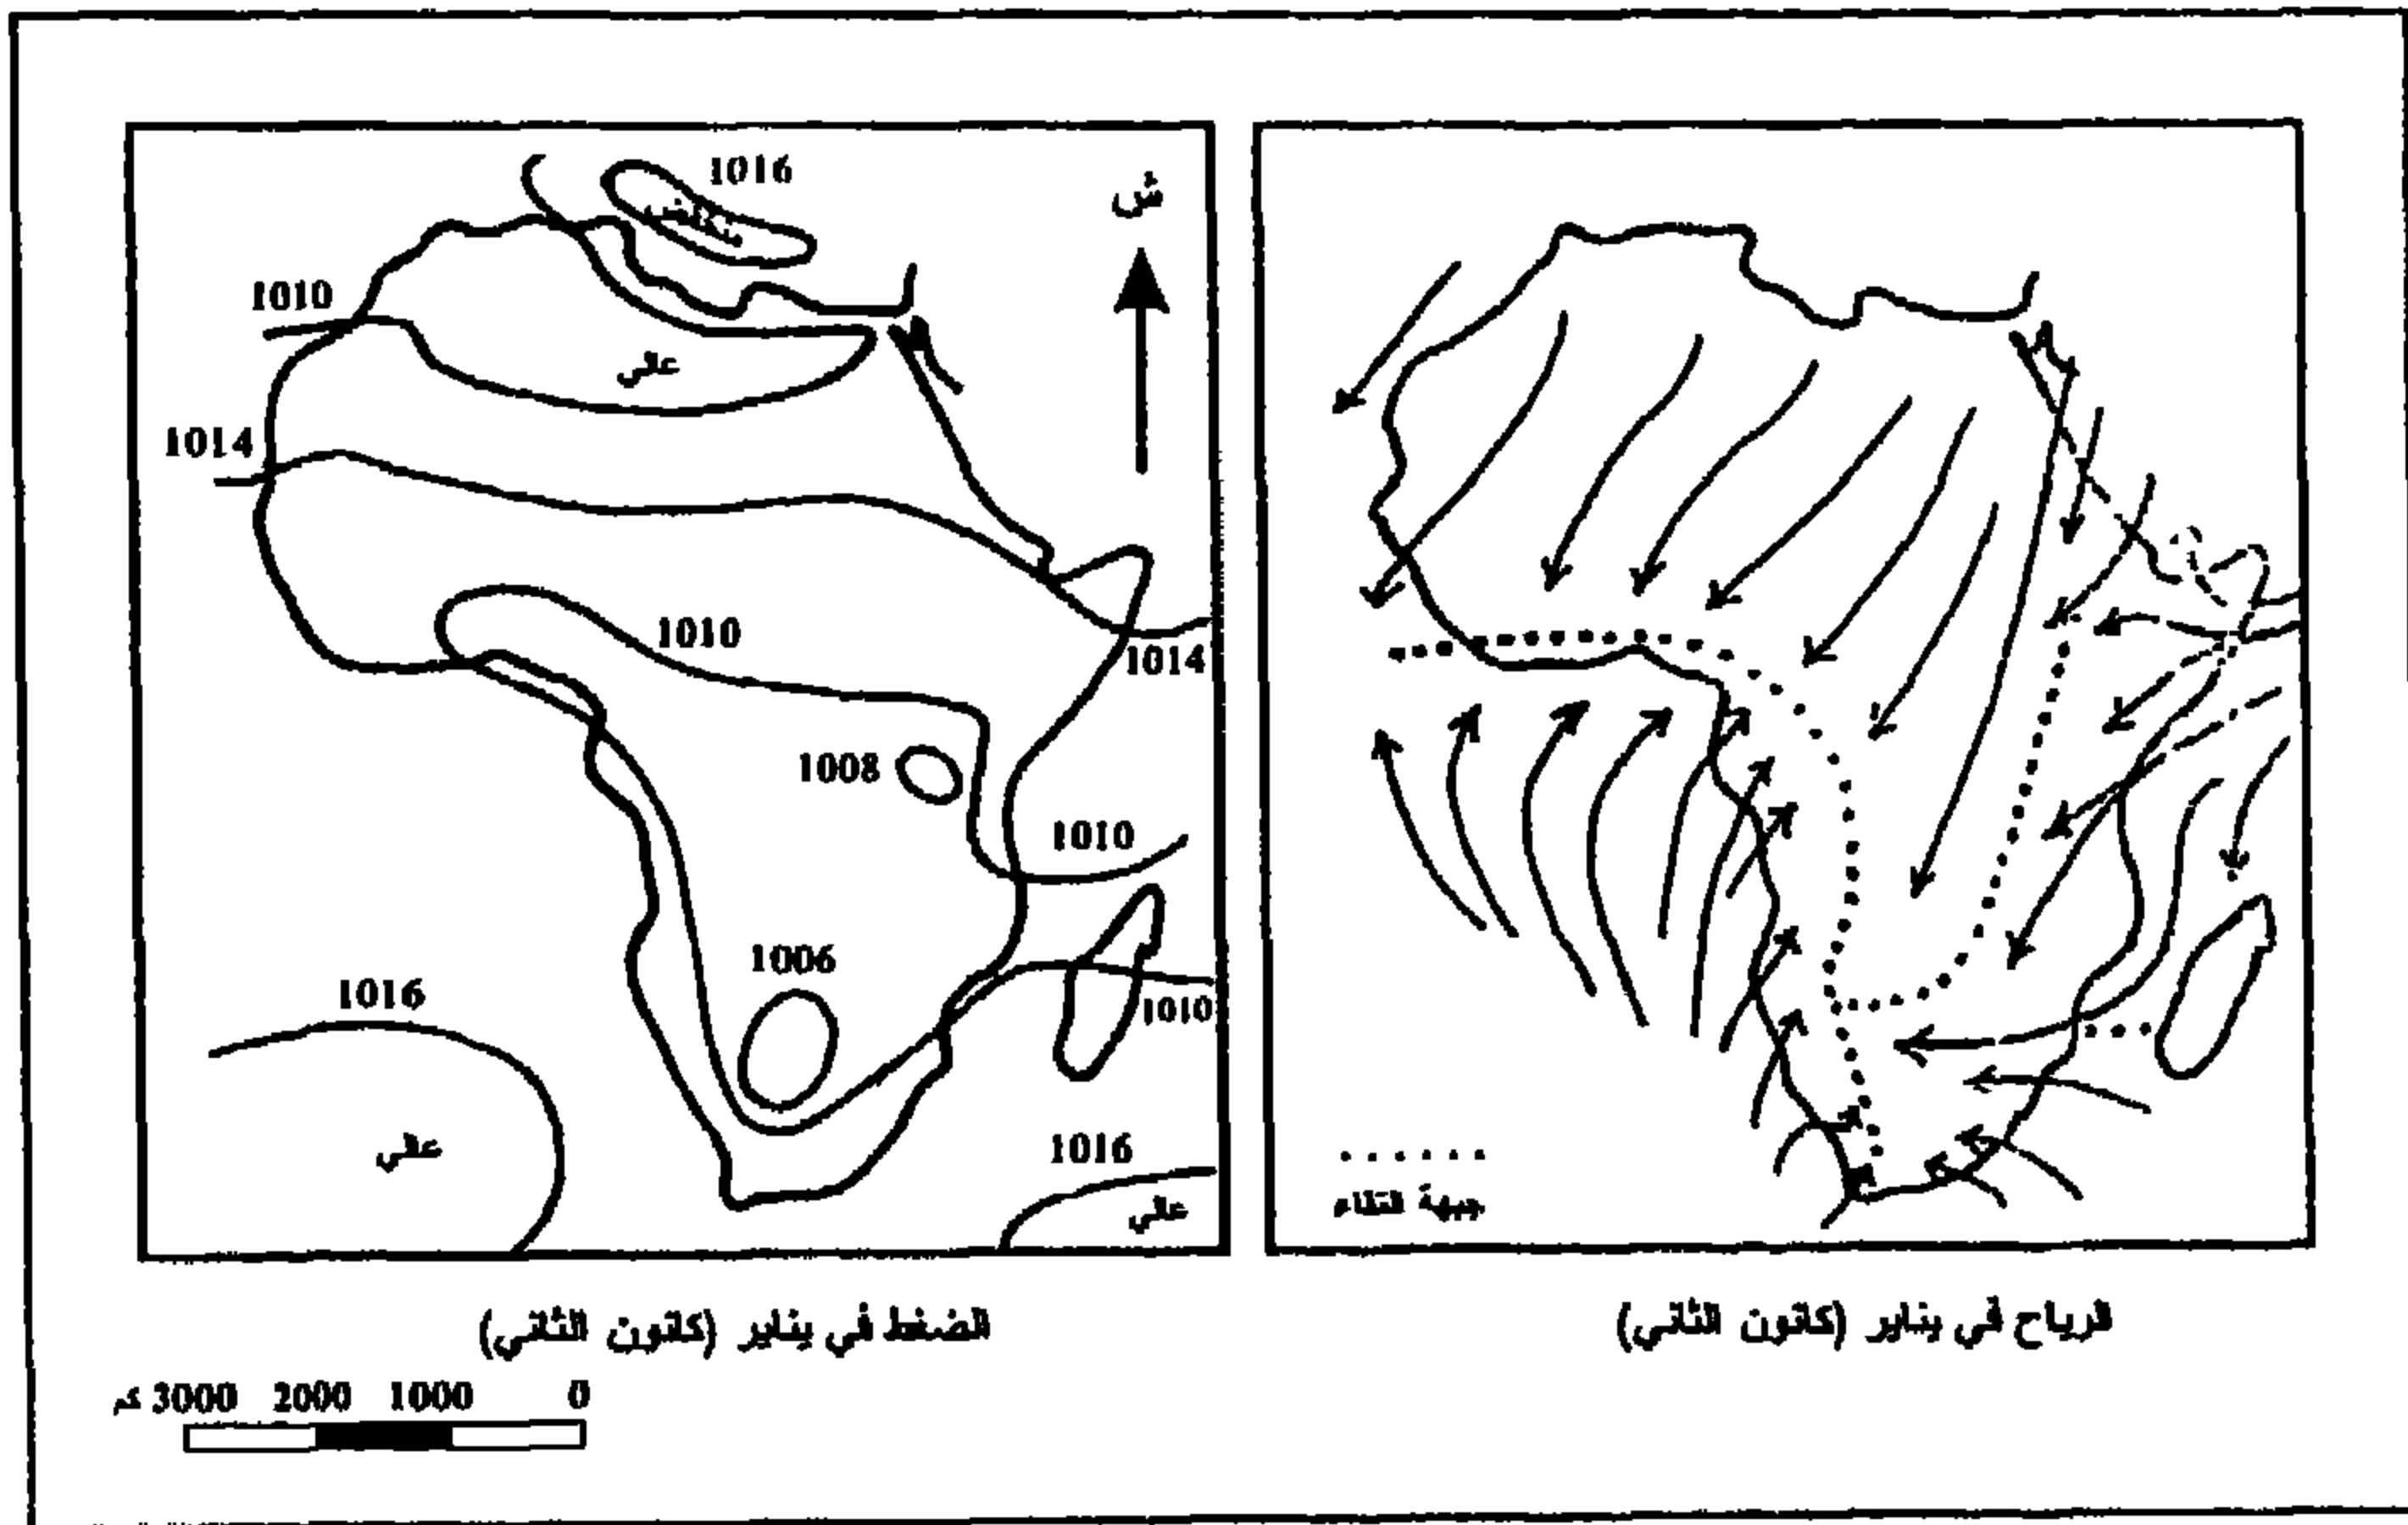 1016
منخفض
ش
1010
عالي
1014
1010
1014
1008
1010
1006
1016
1010
عالي
1016
عالي
جبهة التقاء
الضغط في يناير (كانون الثاني)
الرياح في يناير (كانون الثاني)
0 1000 2000 3000 كم